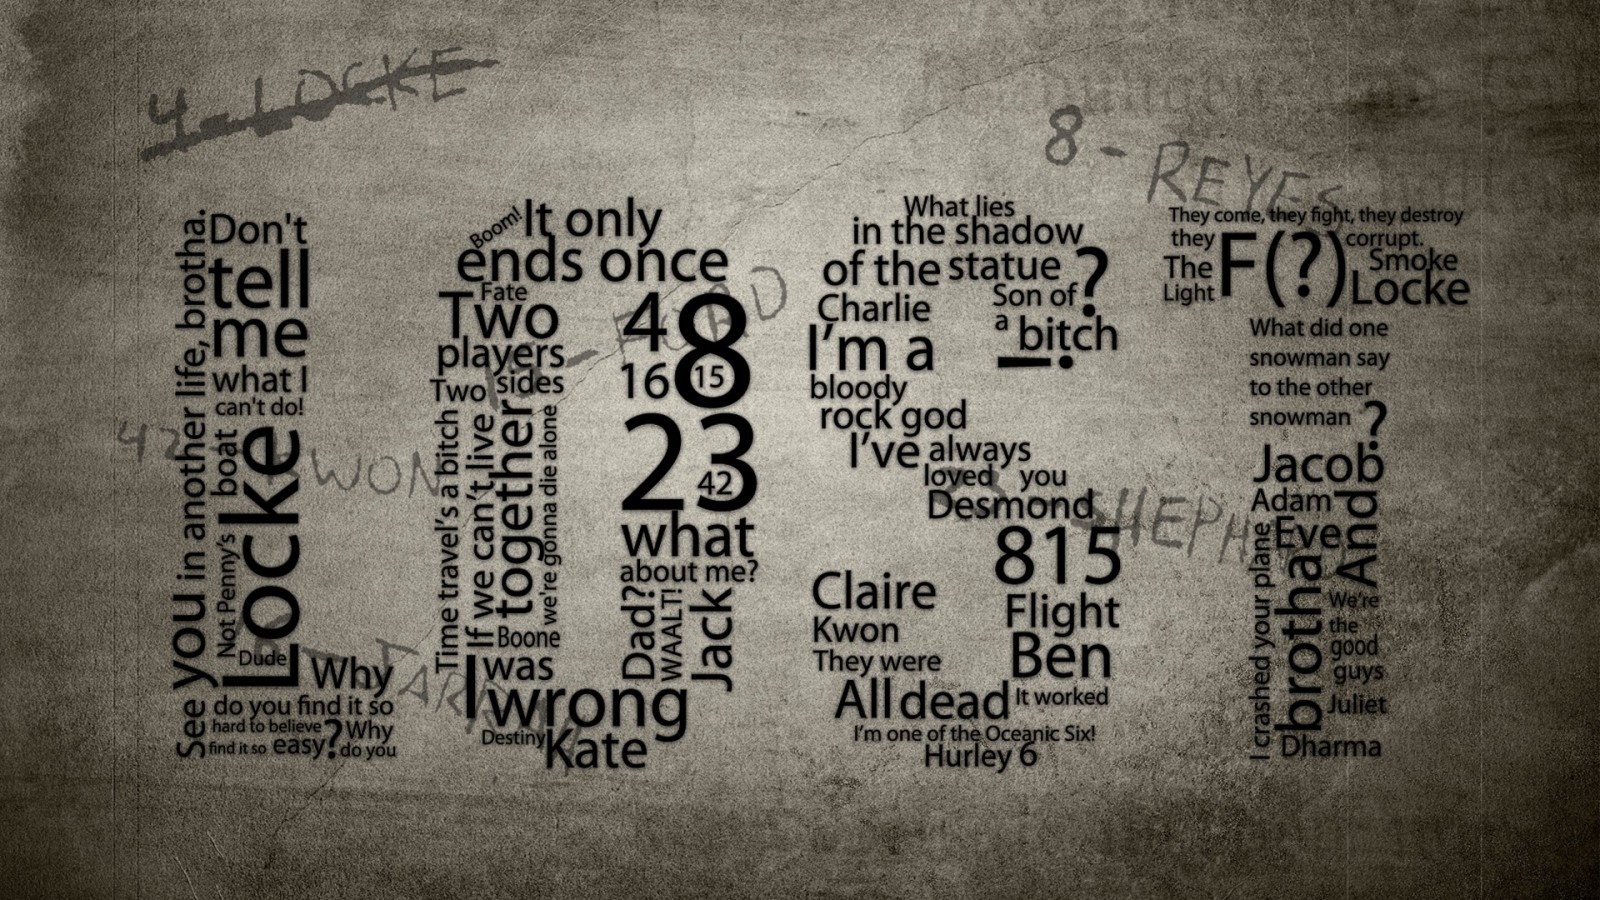 4 - LOCKE
8 - REYES
See you in another life, brotha.
Don't
tell
me
what I
can't do!
Not Penny's boat
Locke
Dude
Why
do you find it so
hard to believe ? Why
find it so easy do you
Boom!
It only
ends once
Fate
Two
players
Two sides
Time travel's a bitch
If we can't live
together
we're gonna die alone
Boone
I was
wrong
Destiny
Kate
4 8
16 15
23
42
what
about me?
Dad?
WAALT!
Jack
What lies
in the shadow
of the statue ?
Charlie
Son of
a bitch
I'm a
bloody
rock god
I've always
loved you
Desmond
815
Flight
Ben
Claire
Kwon
They were
All dead
It worked
I'm one of the Oceanic Six!
Hurley 6
They come, they fight, they destroy
they corrupt.
The
Light
F(?)
Smoke
Locke
What did one
snowman say
to the other
snowman ?
Jacob
Adam
And
Eve
I crashed your plane
brotha
We're
the
good
guys
Juliet
Dharma
42
KWON
FORD
SHEPH